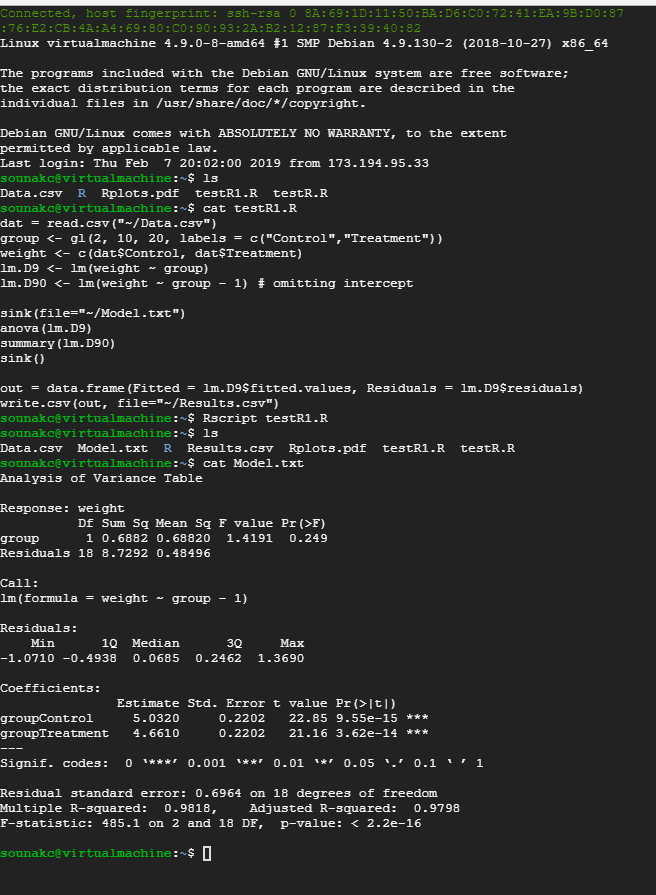 Connected, host fingerprint: ssh-rsa 0 8A:69:1D:11:50:BA:D6:C0:72:41:EA:9B:D0:87
:76:E2:CB:4A:A4:69:80:C0:90:93:2A:B2:12:87:F3:39:40:82
Linux virtualmachine 4.9.0-8-amd64 #1 SMP Debian 4.9.130-2 (2018-10-27) x86_64
The programs included with the Debian GNU/Linux system are free software;
the exact distribution terms for each program are described in the
individual files in /usr/share/doc/*/copyright.
Debian GNU/Linux comes with ABSOLUTELY NO WARRANTY, to the extent
permitted by applicable law.
Last login: Thu Feb  7 20:02:00 2019 from 173.194.95.33
sounakc@virtualmachine:~$ ls
Data.csv  R  Rplots.pdf  testR1.R  testR.R
sounakc@virtualmachine:~$ cat testR1.R
dat = read.csv("~/Data.csv")
group <- gl(2, 10, 20, labels = c("Control","Treatment"))
weight <- c(dat$Control, dat$Treatment)
lm.D9 <- lm(weight ~ group)
lm.D90 <- lm(weight ~ group - 1) # omitting intercept
sink(file="~/Model.txt")
anova(lm.D9)
summary(lm.D90)
sink()
out = data.frame(Fitted = lm.D9$fitted.values, Residuals = lm.D9$residuals)
write.csv(out, file="~/Results.csv")
sounakc@virtualmachine:~$ Rscript testR1.R
sounakc@virtualmachine:~$ ls
Data.csv  Model.txt  R  Results.csv  Rplots.pdf  testR1.R  testR.R
sounakc@virtualmachine:~$ cat Model.txt
Analysis of Variance Table
Response: weight
          Df Sum Sq Mean Sq F value Pr(>F)
group      1 0.6882 0.68820  1.4191  0.249
Residuals 18 8.7292 0.48496
Call:
lm(formula = weight ~ group - 1)
Residuals:
    Min      1Q  Median      3Q     Max
-1.0710 -0.4938  0.0685  0.2462  1.3690
Coefficients:
               Estimate Std. Error t value Pr(>|t|)
groupControl     5.0320     0.2202   22.85 9.55e-15 ***
groupTreatment   4.6610     0.2202   21.16 3.62e-14 ***
---
Signif. codes:  0 ‘***’ 0.001 ‘**’ 0.01 ‘*’ 0.05 ‘.’ 0.1 ‘ ’ 1
Residual standard error: 0.6964 on 18 degrees of freedom
Multiple R-squared:  0.9818,    Adjusted R-squared:  0.9798
F-statistic: 485.1 on 2 and 18 DF,  p-value: < 2.2e-16
sounakc@virtualmachine:~$